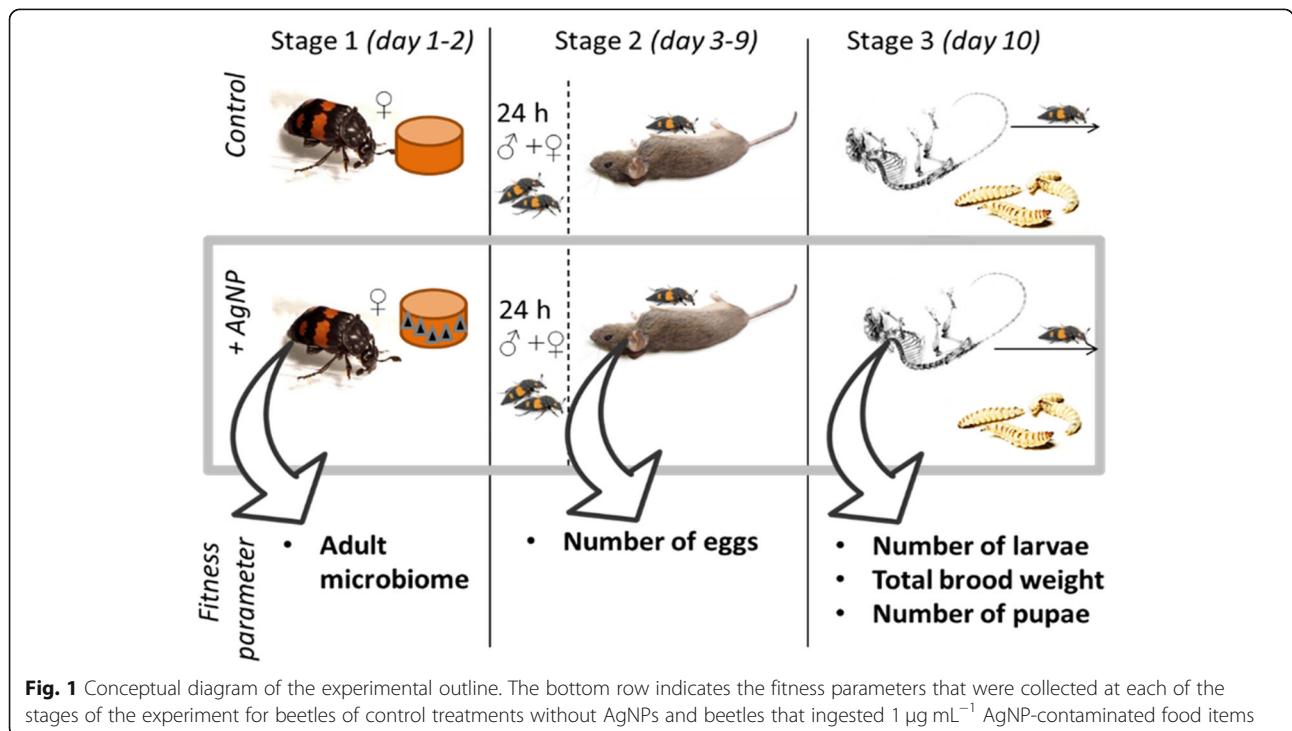 Stage 1 (day 1-2)
Stage 2 (day 3-9)
Stage 3 (day 10)
Control
♀
24 h
♂+♀
+ AgNP
♀
24 h
♂+♀
Fitness
parameter
• Adult
microbiome
• Number of eggs
• Number of larvae
• Total brood weight
• Number of pupae
Fig. 1 Conceptual diagram of the experimental outline. The bottom row indicates the fitness parameters that were collected at each of the
stages of the experiment for beetles of control treatments without AgNPs and beetles that ingested 1 μg mL⁻¹ AgNP-contaminated food items